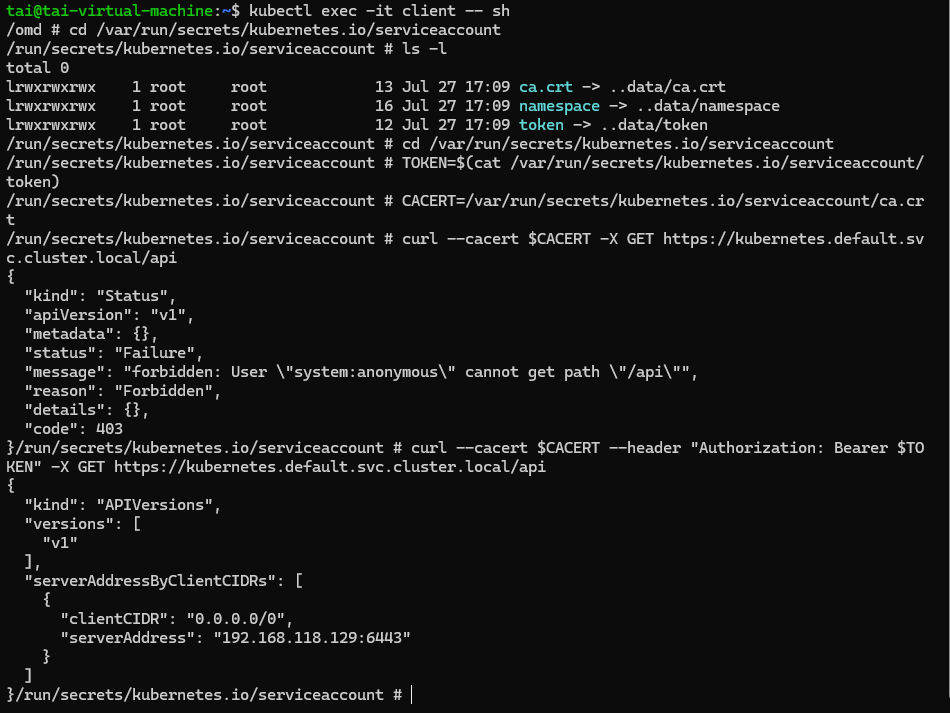 tai@tai-virtual-machine:~$ kubectl exec -it client -- sh
/omd # cd /var/run/secrets/kubernetes.io/serviceaccount
/run/secrets/kubernetes.io/serviceaccount # ls -l
total 0
lrwxrwxrwx    1 root     root            13 Jul 27 17:09 ca.crt -> ..data/ca.crt
lrwxrwxrwx    1 root     root            16 Jul 27 17:09 namespace -> ..data/namespace
lrwxrwxrwx    1 root     root            12 Jul 27 17:09 token -> ..data/token
/run/secrets/kubernetes.io/serviceaccount # cd /var/run/secrets/kubernetes.io/serviceaccount
/run/secrets/kubernetes.io/serviceaccount # TOKEN=$(cat /var/run/secrets/kubernetes.io/serviceaccount/
token)
/run/secrets/kubernetes.io/serviceaccount # CACERT=/var/run/secrets/kubernetes.io/serviceaccount/ca.cr
t
/run/secrets/kubernetes.io/serviceaccount # curl --cacert $CACERT -X GET https://kubernetes.default.sv
c.cluster.local/api
{
  "kind": "Status",
  "apiVersion": "v1",
  "metadata": {},
  "status": "Failure",
  "message": "forbidden: User \"system:anonymous\" cannot get path \"/api\"",
  "reason": "Forbidden",
  "details": {},
  "code": 403
}/run/secrets/kubernetes.io/serviceaccount # curl --cacert $CACERT --header "Authorization: Bearer $TO
KEN" -X GET https://kubernetes.default.svc.cluster.local/api
{
  "kind": "APIVersions",
  "versions": [
    "v1"
  ],
  "serverAddressByClientCIDRs": [
    {
      "clientCIDR": "0.0.0.0/0",
      "serverAddress": "192.168.118.129:6443"
    }
  ]
}/run/secrets/kubernetes.io/serviceaccount #